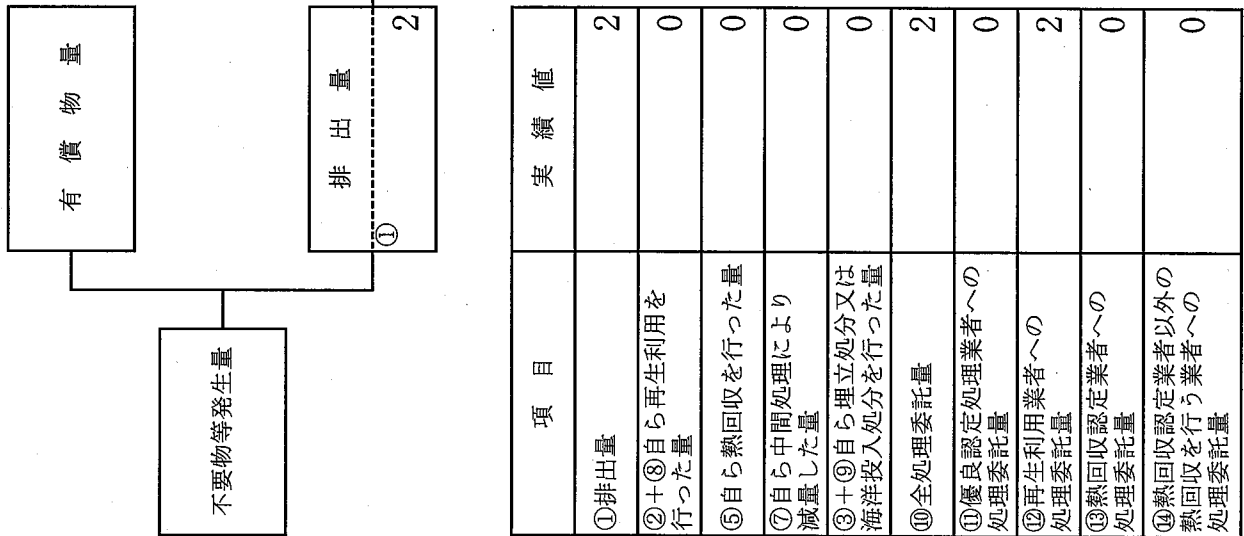 有償物量
不要物等発生量
排出量
① 2
項目 実績値
①排出量 2
②+⑧自ら再生利用を
行った量 0
⑤自ら熱回収を行った量 0
⑦自ら中間処理により
減量した量 0
③+⑨自ら埋立処分又は
海洋投入処分を行った量 0
⑩全処理委託量 2
⑪優良認定処理業者への
処理委託量 0
⑫再生利用業者への
処理委託量 2
⑬熱回収認定業者への
処理委託量 0
⑭熱回収認定業者以外の
熱回収を行う業者への
処理委託量 0